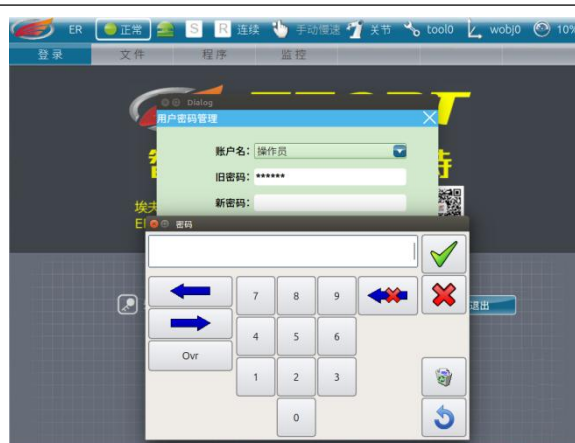 ER 正常 S R 连续 手动慢速 关节 tool0 wobj0 10%
登录 文件 程序 监控
Dialog
用户密码管理
账户名: 操作员
旧密码: ******
新密码:
埃夫
密码
7 8 9
4 5 6
Ovr
1 2 3
0
退出